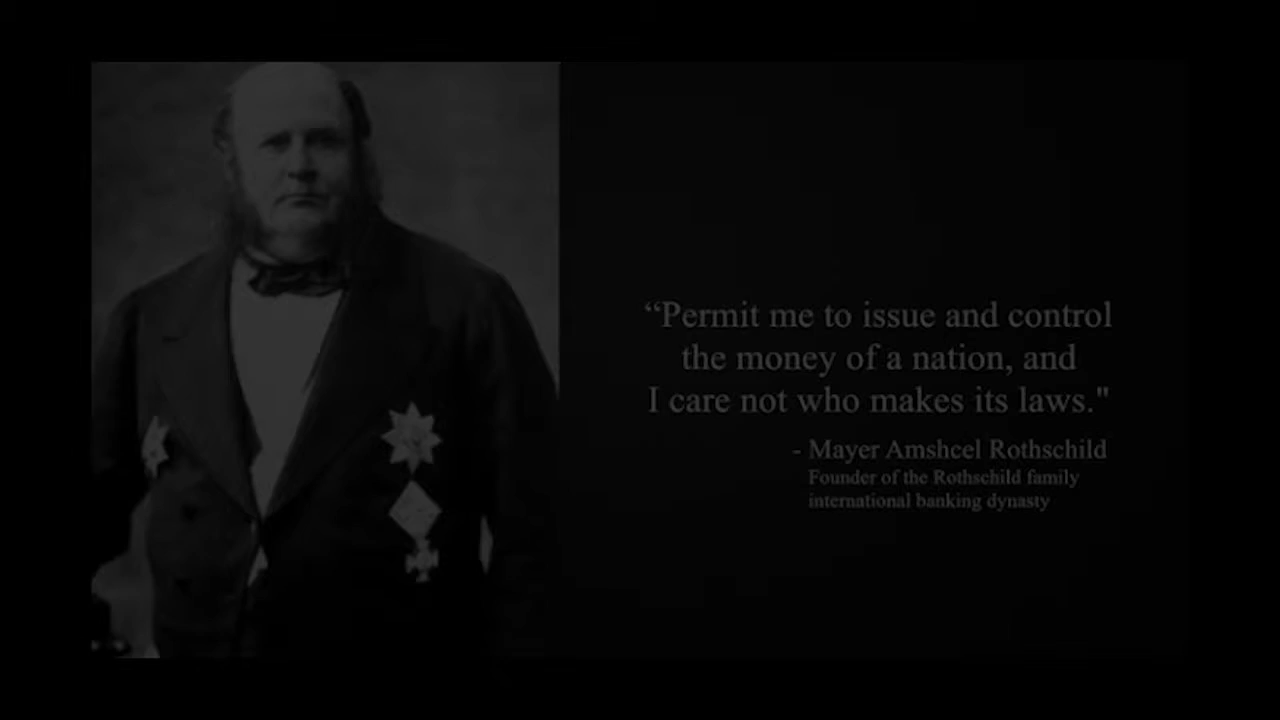 “Permit me to issue and control
the money of a nation, and
I care not who makes its laws."
- Mayer Amshcel Rothschild
Founder of the Rothschild family
international banking dynasty